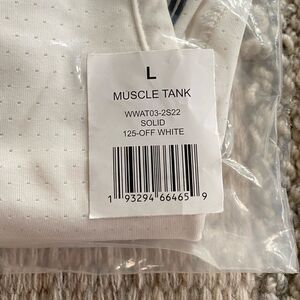 L
MUSCLE TANK
WWAT03-2S22
SOLID
125-OFF WHITE
1 93294 66465 9